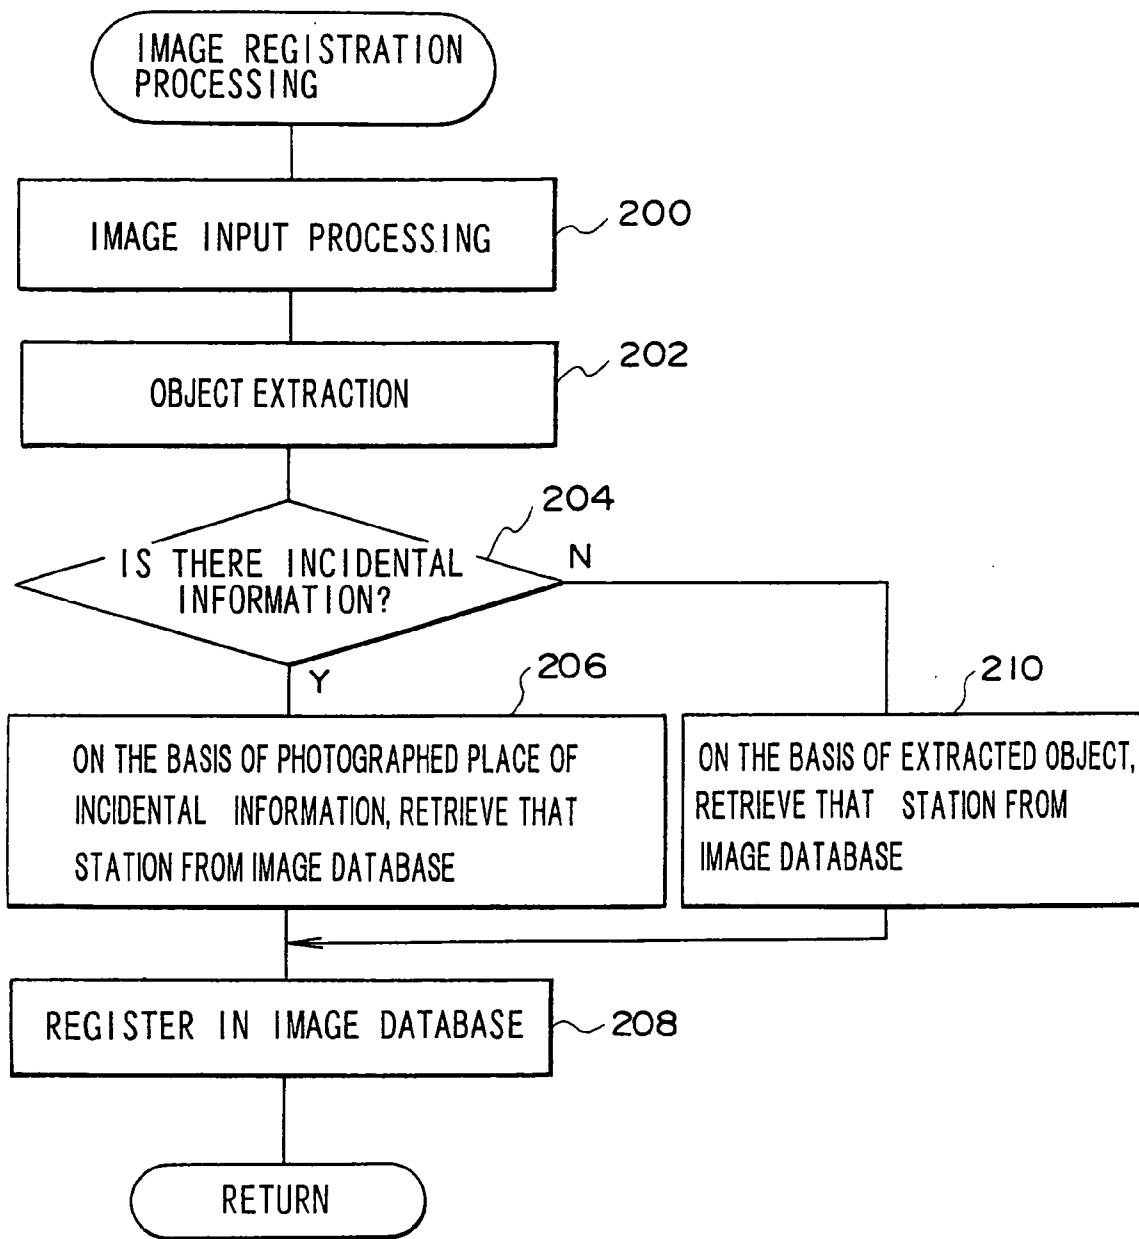 IMAGE REGISTRATION
PROCESSING
IMAGE INPUT PROCESSING
200
OBJECT EXTRACTION
202
204
IS THERE INCIDENTAL
INFORMATION?
N
Y
206
ON THE BASIS OF PHOTOGRAPHED PLACE OF
INCIDENTAL INFORMATION, RETRIEVE THAT
STATION FROM IMAGE DATABASE
210
ON THE BASIS OF EXTRACTED OBJECT,
RETRIEVE THAT STATION FROM
IMAGE DATABASE
REGISTER IN IMAGE DATABASE
208
RETURN